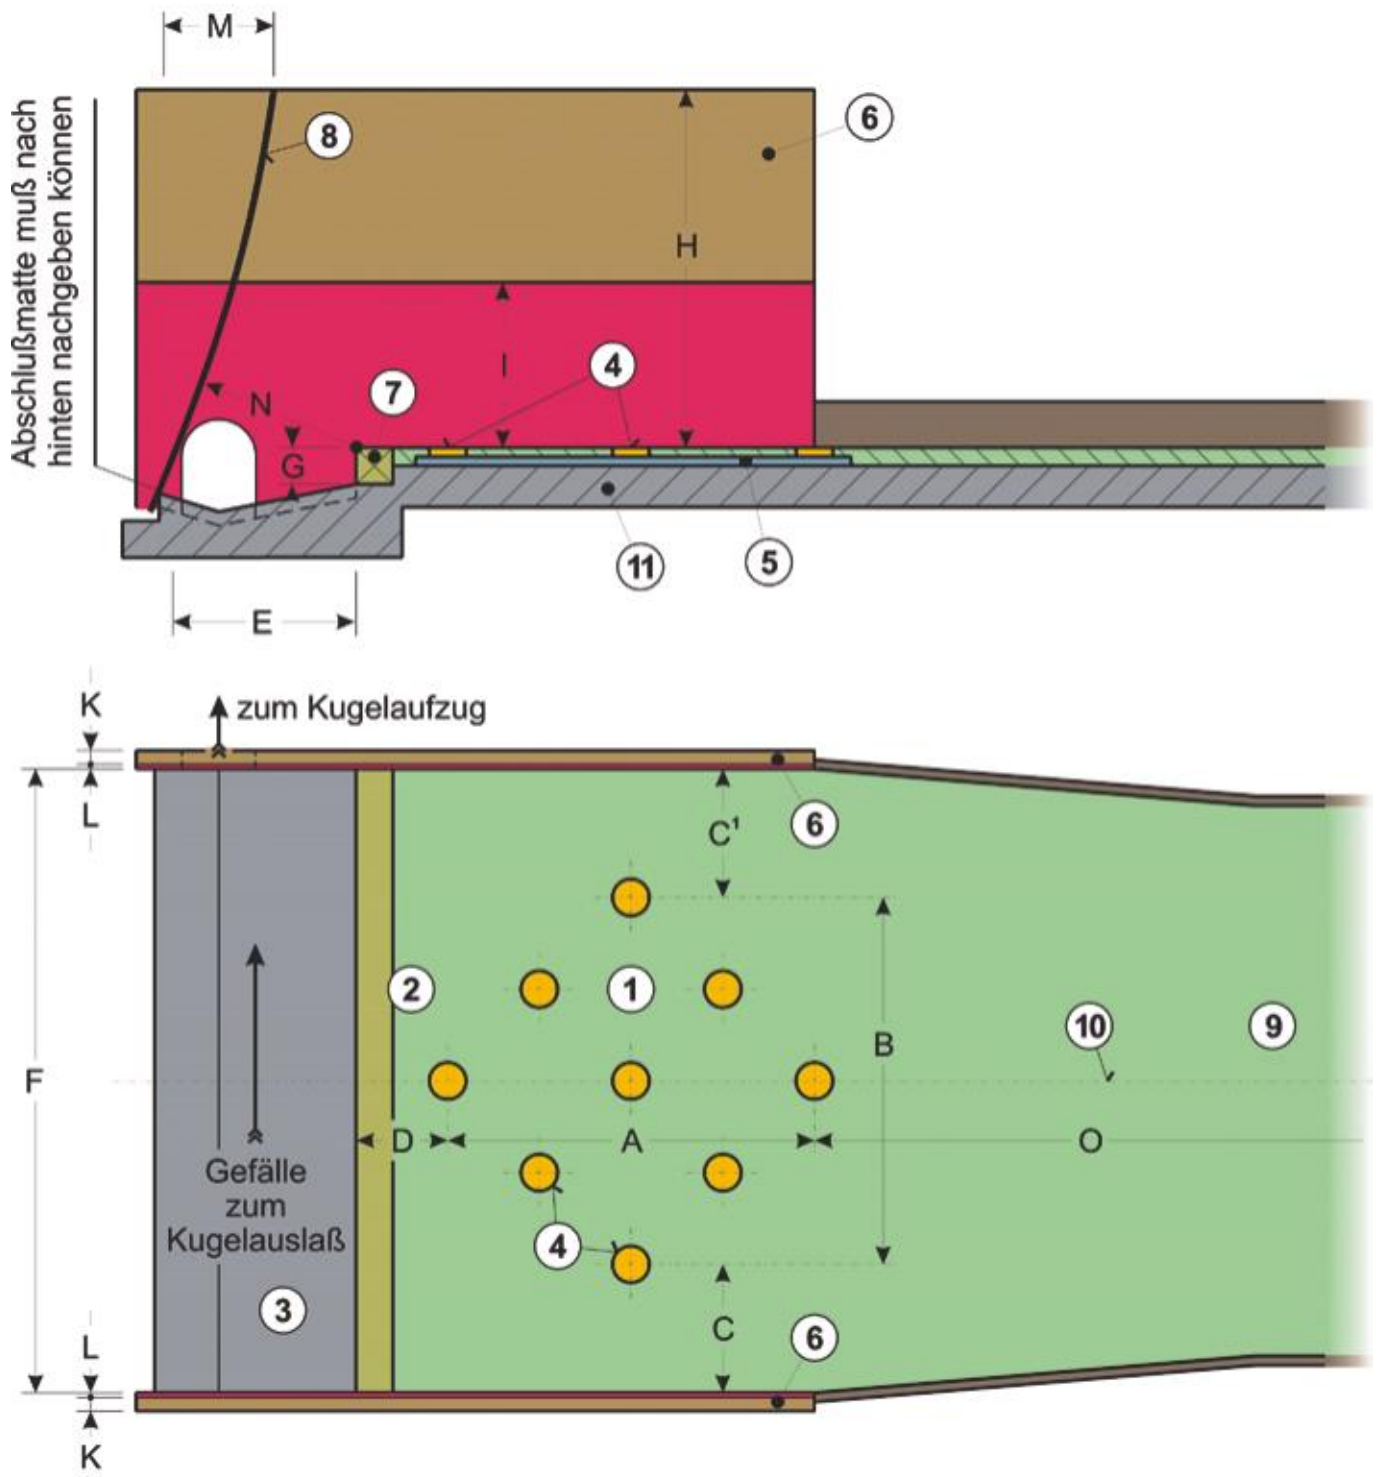 M
Abschlußmatte muß nach
hinten nachgeben können
8
6
H
I
4
7
N
G
11
5
E
K
zum Kugelaufzug
L
6
C¹
2
1
10
9
B
F
D
A
O
Gefälle
zum
Kugelauslaß
4
3
C
6
L
K